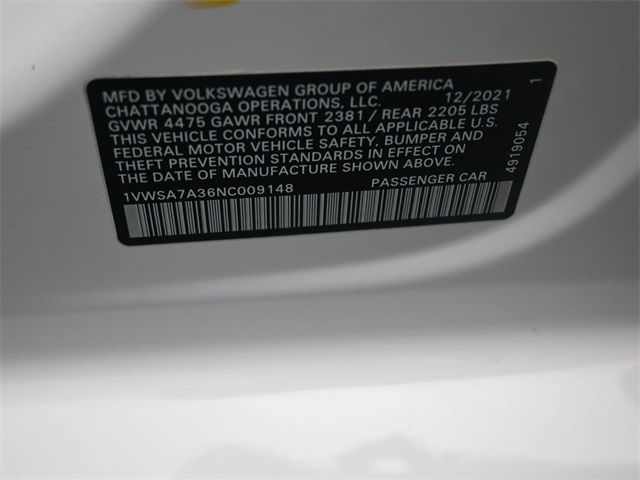 MFD BY VOLKSWAGEN GROUP OF AMERICA
CHATTANOOGA OPERATIONS, LLC. 12/2021
GVWR 4475 GAWR FRONT 2381 / REAR 2205 LBS
THIS VEHICLE CONFORMS TO ALL APPLICABLE U.S.
FEDERAL MOTOR VEHICLE SAFETY, BUMPER AND
THEFT PREVENTION STANDARDS IN EFFECT ON
THE DATE OF MANUFACTURE SHOWN ABOVE.
1VWSA7A36NC009148 PASSENGER CAR
4919054
1